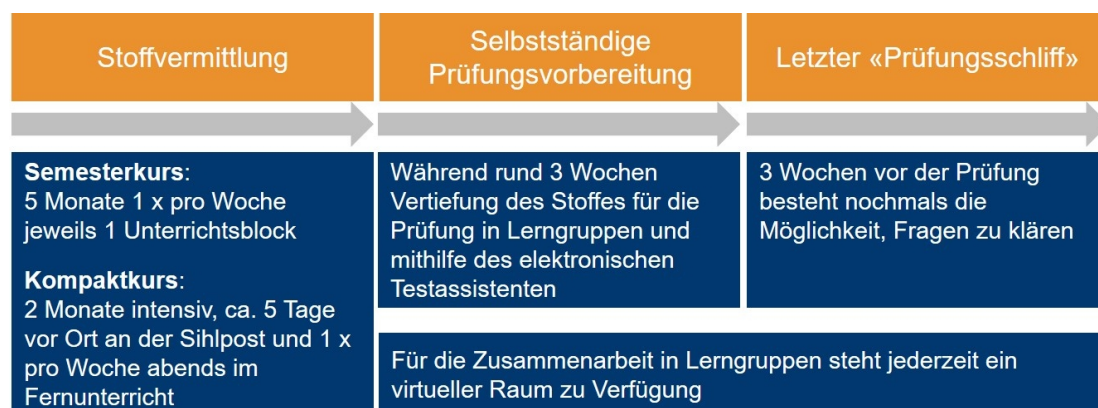 Stoffvermittlung
Selbstständige
Prüfungsvorbereitung
Letzter «Prüfungsschliff»
Semesterkurs:
5 Monate 1 x pro Woche
jeweils 1 Unterrichtsblock
Kompaktkurs:
2 Monate intensiv, ca. 5 Tage
vor Ort an der Sihlpost und 1 x
pro Woche abends im
Fernunterricht
Während rund 3 Wochen
Vertiefung des Stoffes für die
Prüfung in Lerngruppen und
mithilfe des elektronischen
Testassistenten
3 Wochen vor der Prüfung
besteht nochmals die
Möglichkeit, Fragen zu klären
Für die Zusammenarbeit in Lerngruppen steht jederzeit ein
virtueller Raum zu Verfügung